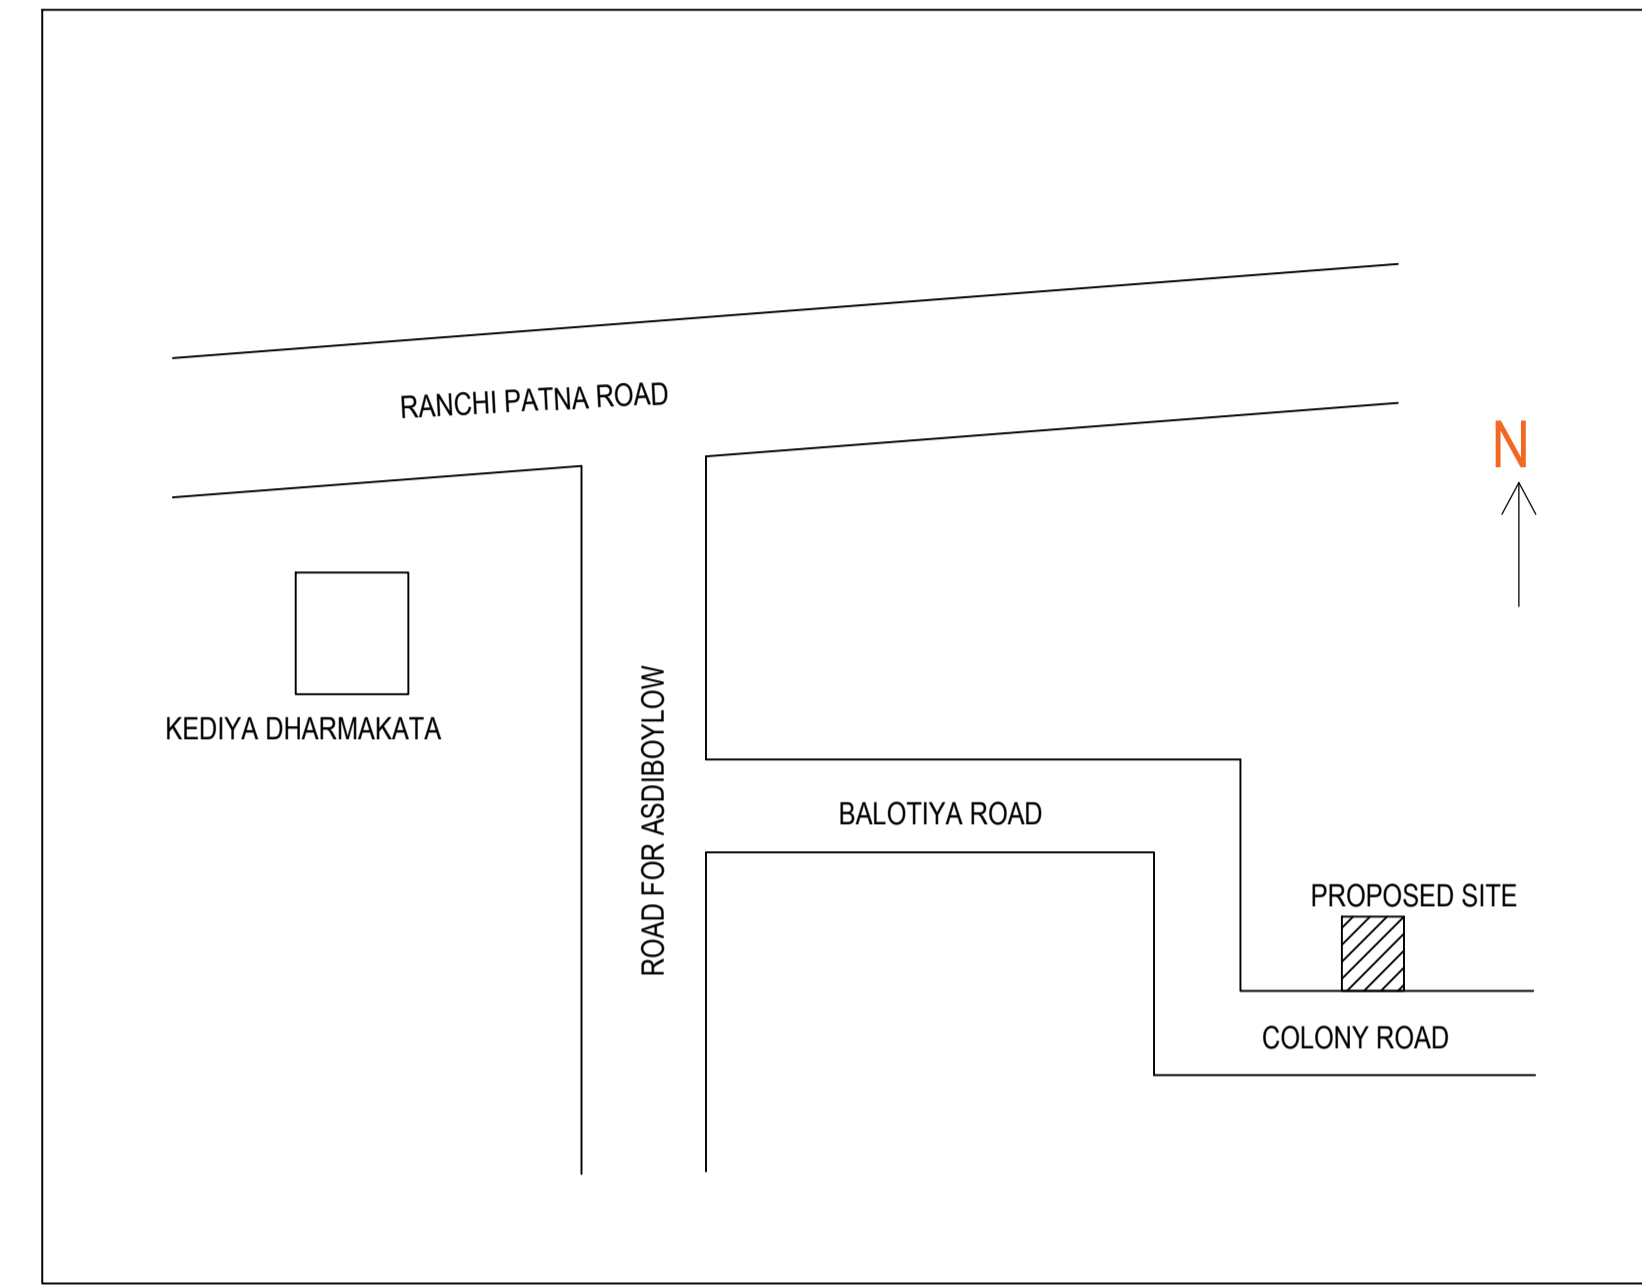 RANCHI PATNA ROAD
N
KEDIYA DHARMAKATA
ROAD FOR ASDIBOYLOW
BALOTIYA ROAD
PROPOSED SITE
COLONY ROAD